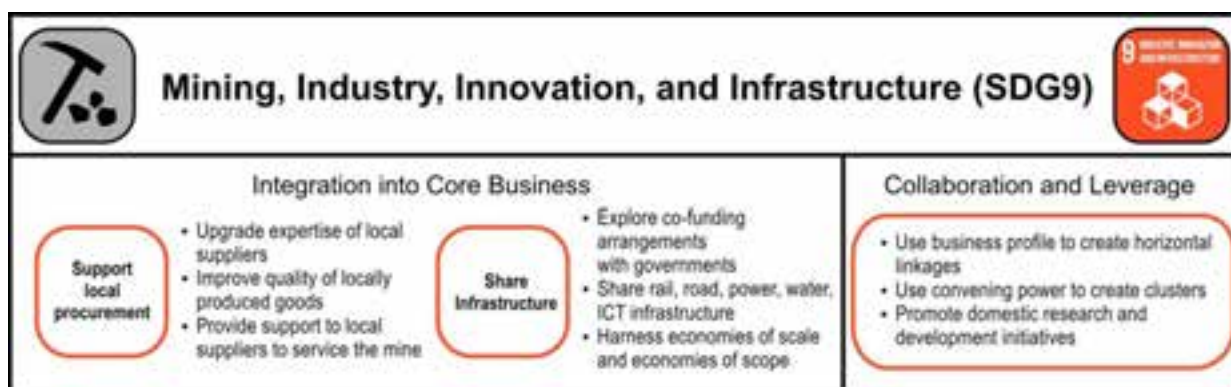 Mining, Industry, Innovation, and Infrastructure (SDG9)
9 INDUSTRY, INNOVATION
AND INFRASTRUCTURE
Integration into Core Business
Support
local
procurement
• Upgrade expertise of local
suppliers
• Improve quality of locally
produced goods
• Provide support to local
suppliers to service the mine
Share
Infrastructure
• Explore co-funding
arrangements
with governments
• Share rail, road, power, water,
ICT infrastructure
• Harness economies of scale
and economies of scope
Collaboration and Leverage
• Use business profile to create horizontal
linkages
• Use convening power to create clusters
• Promote domestic research and
development initiatives